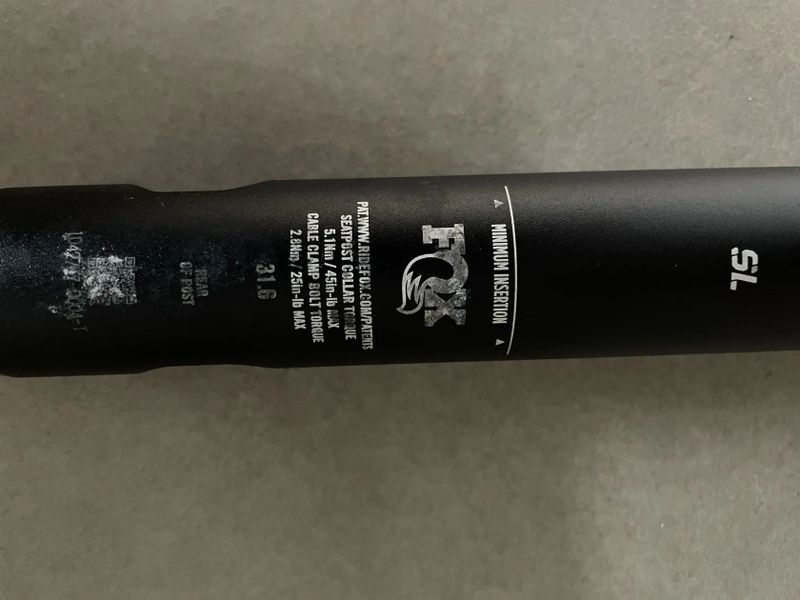 SL
MINIMUM INSERTION
FOX
PAT.WWW.RIDEFOX.COM/PATENTS
SEATPOST COLLAR TORQUE
5.1Nm / 45in-lb MAX
CABLE CLAMP BOLT TORQUE
2.8Nm / 25in-lb MAX
31.6
REAR
OF POST